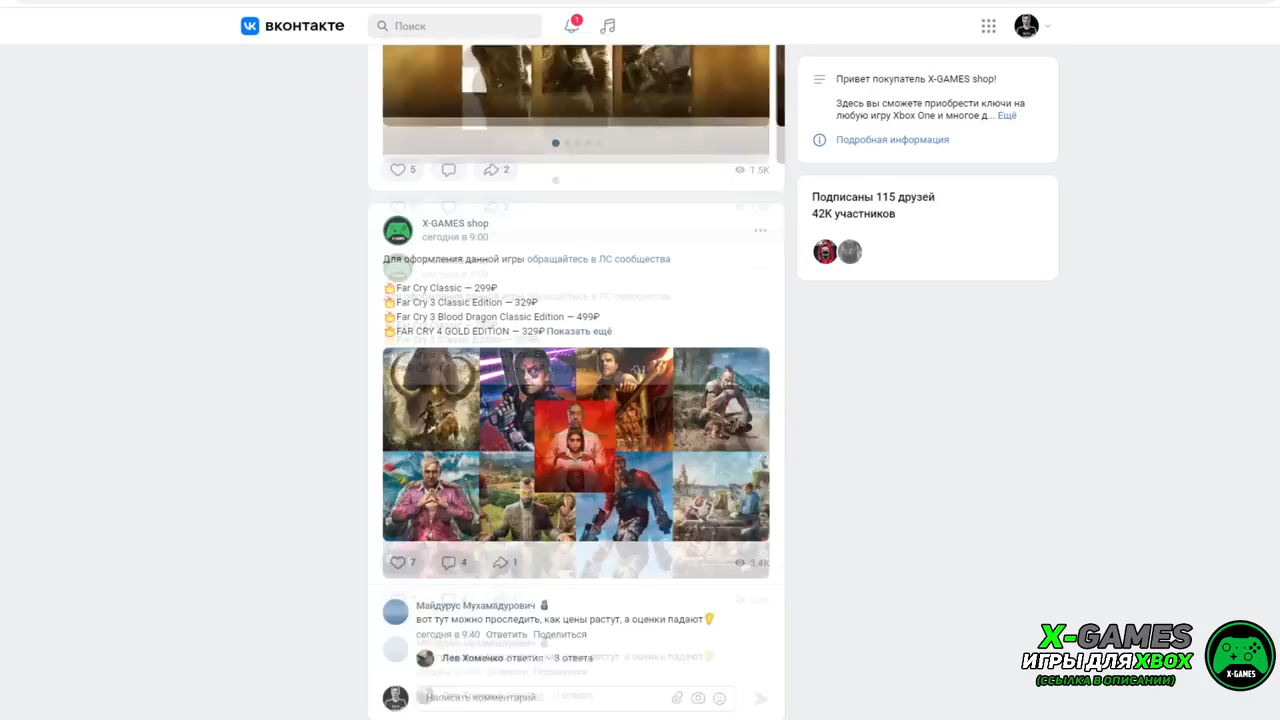 вконтакте
Поиск
1
Привет покупатель X-GAMES shop!
Здесь вы сможете приобрести ключи на
любую игру Xbox One и многое д... Ещё
Подробная информация
5
2
1.5K
Подписаны 115 друзей
42K участников
X-GAMES shop
сегодня в 9:00
Для оформления данной игры обращайтесь в ЛС сообщества
Far Cry Classic — 299₽
Far Cry 3 Classic Edition — 329₽
Far Cry 3 Blood Dragon Classic Edition — 499₽
FAR CRY 4 GOLD EDITION — 329₽ Показать ещё
7
4
1
3.4K
Майдурус Мухамадурович
вот тут можно проследить, как цены растут, а оценки падают
сегодня в 9:40 Ответить Поделиться
Лев Хоменко ответил · 3 ответа
Написать комментарий...
X-GAMES
ИГРЫ ДЛЯ XBOX
(ССЫЛКА В ОПИСАНИИ)
X-GAMES